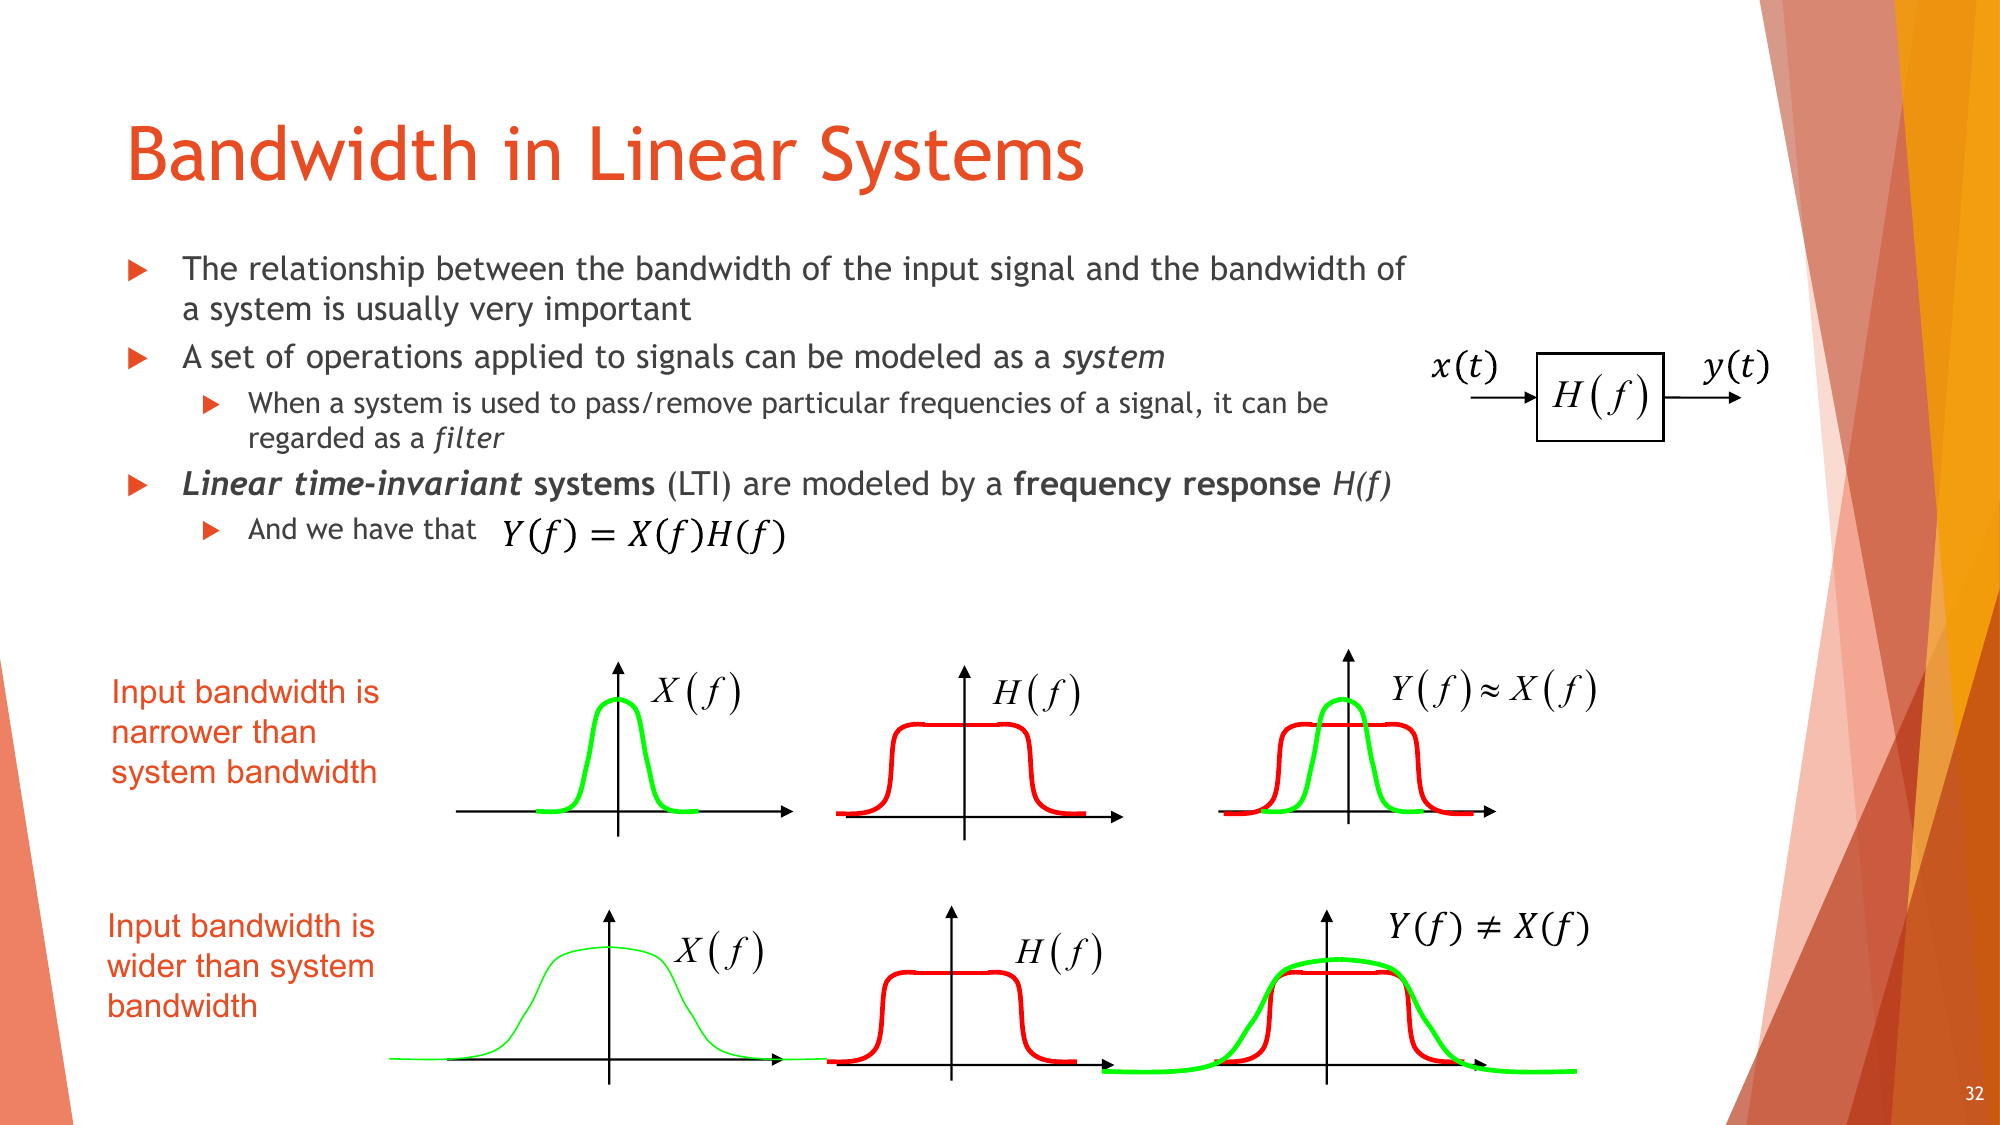 Bandwidth in Linear Systems
The relationship between the bandwidth of the input signal and the bandwidth of
a system is usually very important
A set of operations applied to signals can be modeled as a system
When a system is used to pass/remove particular frequencies of a signal, it can be
regarded as a filter
Linear time-invariant systems (LTI) are modeled by a frequency response H(f)
And we have that Y(f) = X(f)H(f)
x(t) H(f) y(t)
Input bandwidth is
narrower than
system bandwidth
X(f) H(f) Y(f) ≈ X(f)
Input bandwidth is
wider than system
bandwidth
X(f) H(f) Y(f) ≠ X(f)
32